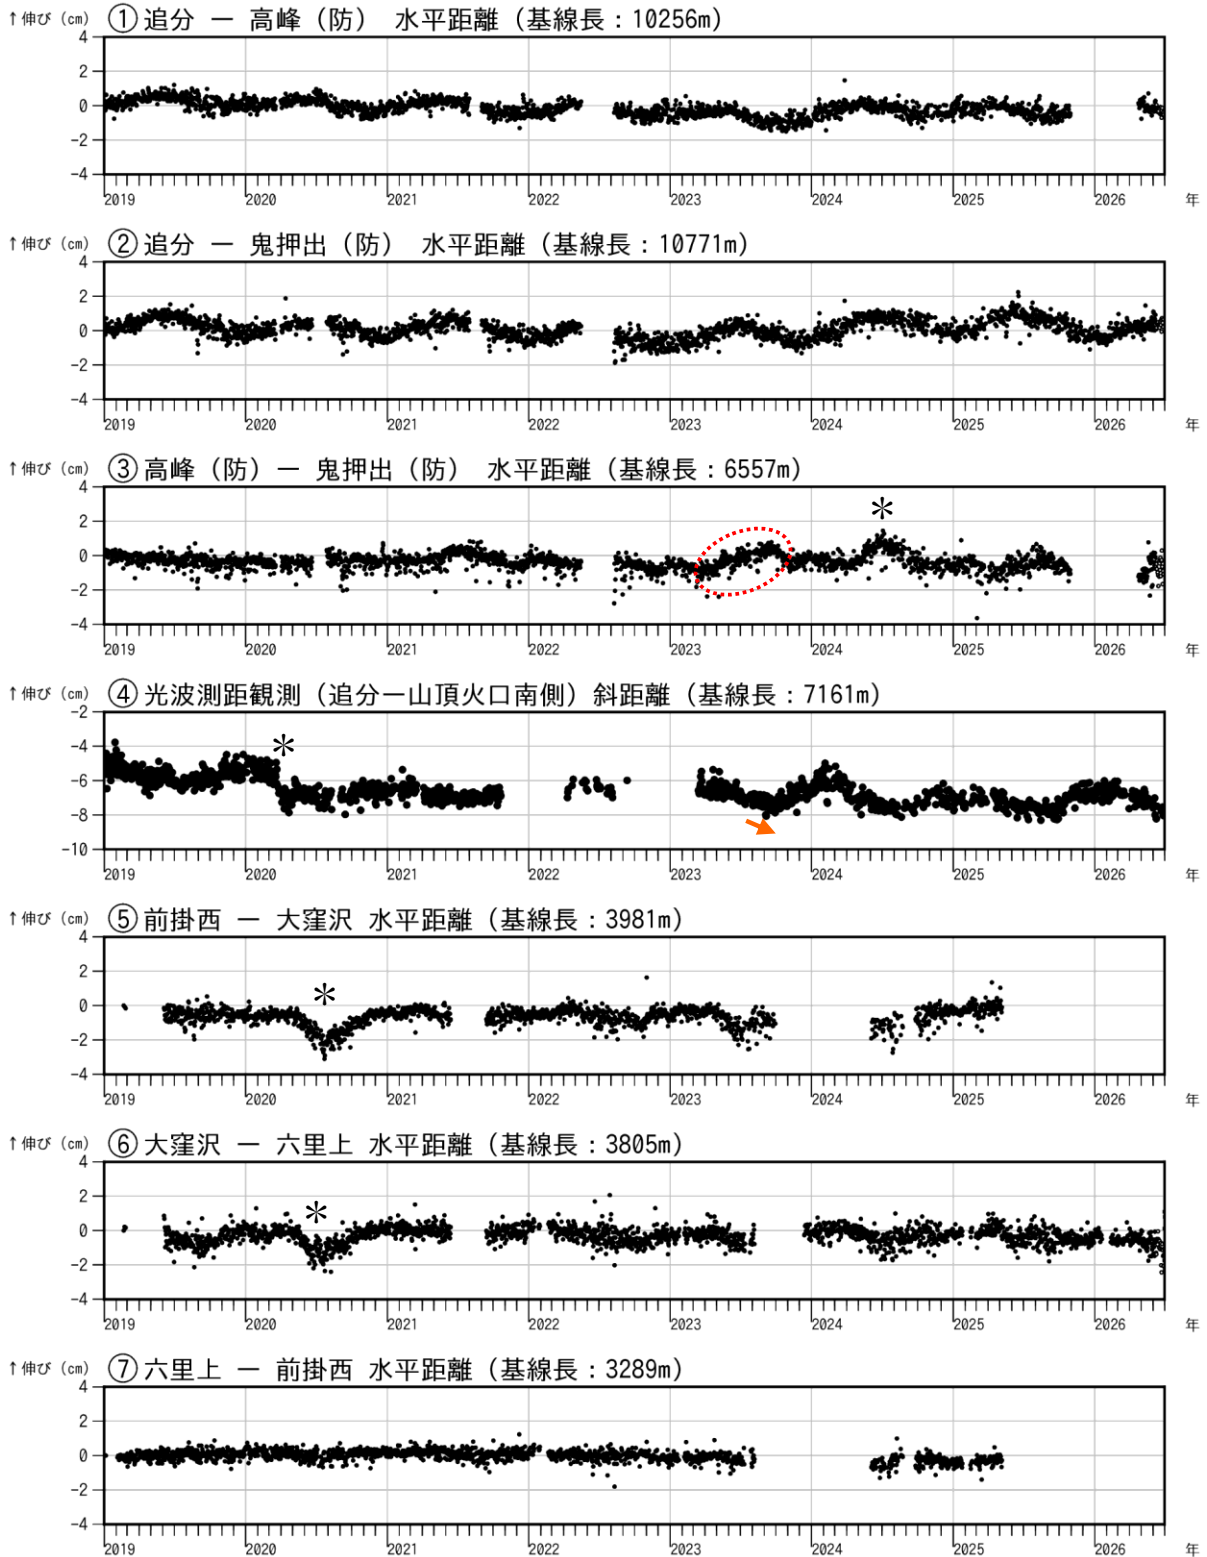 ↑伸び（cm） ①追分 ー 高峰（防） 水平距離（基線長：10256m）
4
2
0
-2
-4
2019 2020 2021 2022 2023 2024 2025 2026 年
↑伸び（cm） ②追分 ー 鬼押出（防） 水平距離（基線長：10771m）
4
2
0
-2
-4
2019 2020 2021 2022 2023 2024 2025 2026 年
↑伸び（cm） ③高峰（防）ー 鬼押出（防） 水平距離（基線長：6557m）
4
＊
2
0
-2
-4
2019 2020 2021 2022 2023 2024 2025 2026 年
↑伸び（cm） ④光波測距観測（追分ー山頂火口南側）斜距離（基線長：7161m）
-2
＊
-4
-6
-8
-10
2019 2020 2021 2022 2023 2024 2025 2026 年
↑伸び（cm） ⑤前掛西 ー 大窪沢 水平距離（基線長：3981m）
4
2
＊
0
-2
-4
2019 2020 2021 2022 2023 2024 2025 2026 年
↑伸び（cm） ⑥大窪沢 ー 六里上 水平距離（基線長：3805m）
4
2
＊
0
-2
-4
2019 2020 2021 2022 2023 2024 2025 2026 年
↑伸び（cm） ⑦六里上 ー 前掛西 水平距離（基線長：3289m）
4
2
0
-2
-4
2019 2020 2021 2022 2023 2024 2025 2026 年